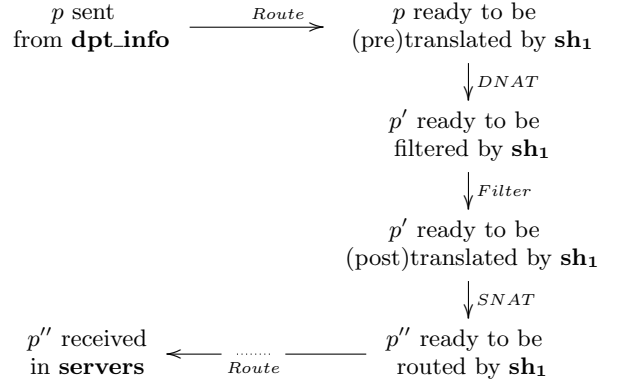 p sent
from dpt_info
Route
p ready to be
(pre)translated by sh₁
DNAT
p′ ready to be
filtered by sh₁
Filter
p′ ready to be
(post)translated by sh₁
SNAT
p″ ready to be
routed by sh₁
........
Route
p″ received
in servers